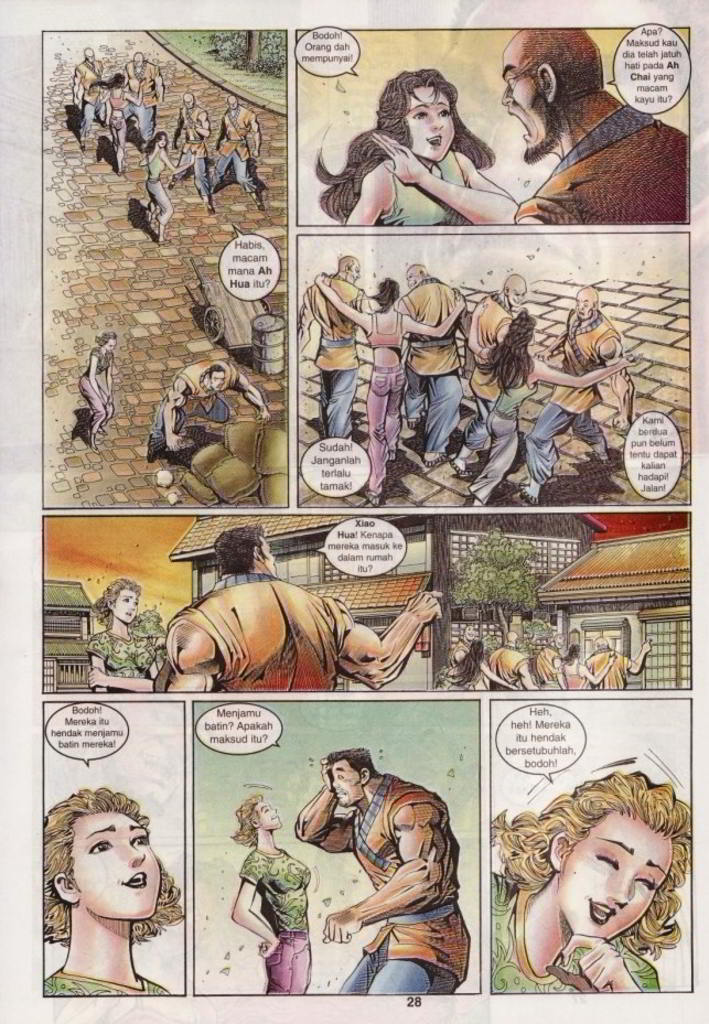 Habis,
macam
mana Ah
Hua itu?
Bodoh!
Orang dah
mempunyai!
Apa?
Maksud kau
dia telah jatuh
hati pada Ah
Chai yang
macam
kayu itu?
Sudah!
Janganlah
terlalu
tamak!
Kami
berdua
pun belum
tentu dapat
kalian
hadapi!
Jalan!
Xiao
Hua! Kenapa
mereka masuk ke
dalam rumah
itu?
Bodoh!
Mereka itu
hendak menjamu
batin mereka!
Menjamu
batin? Apakah
maksud itu?
Heh,
heh! Mereka
itu hendak
bersetubuhlah,
bodoh!
28